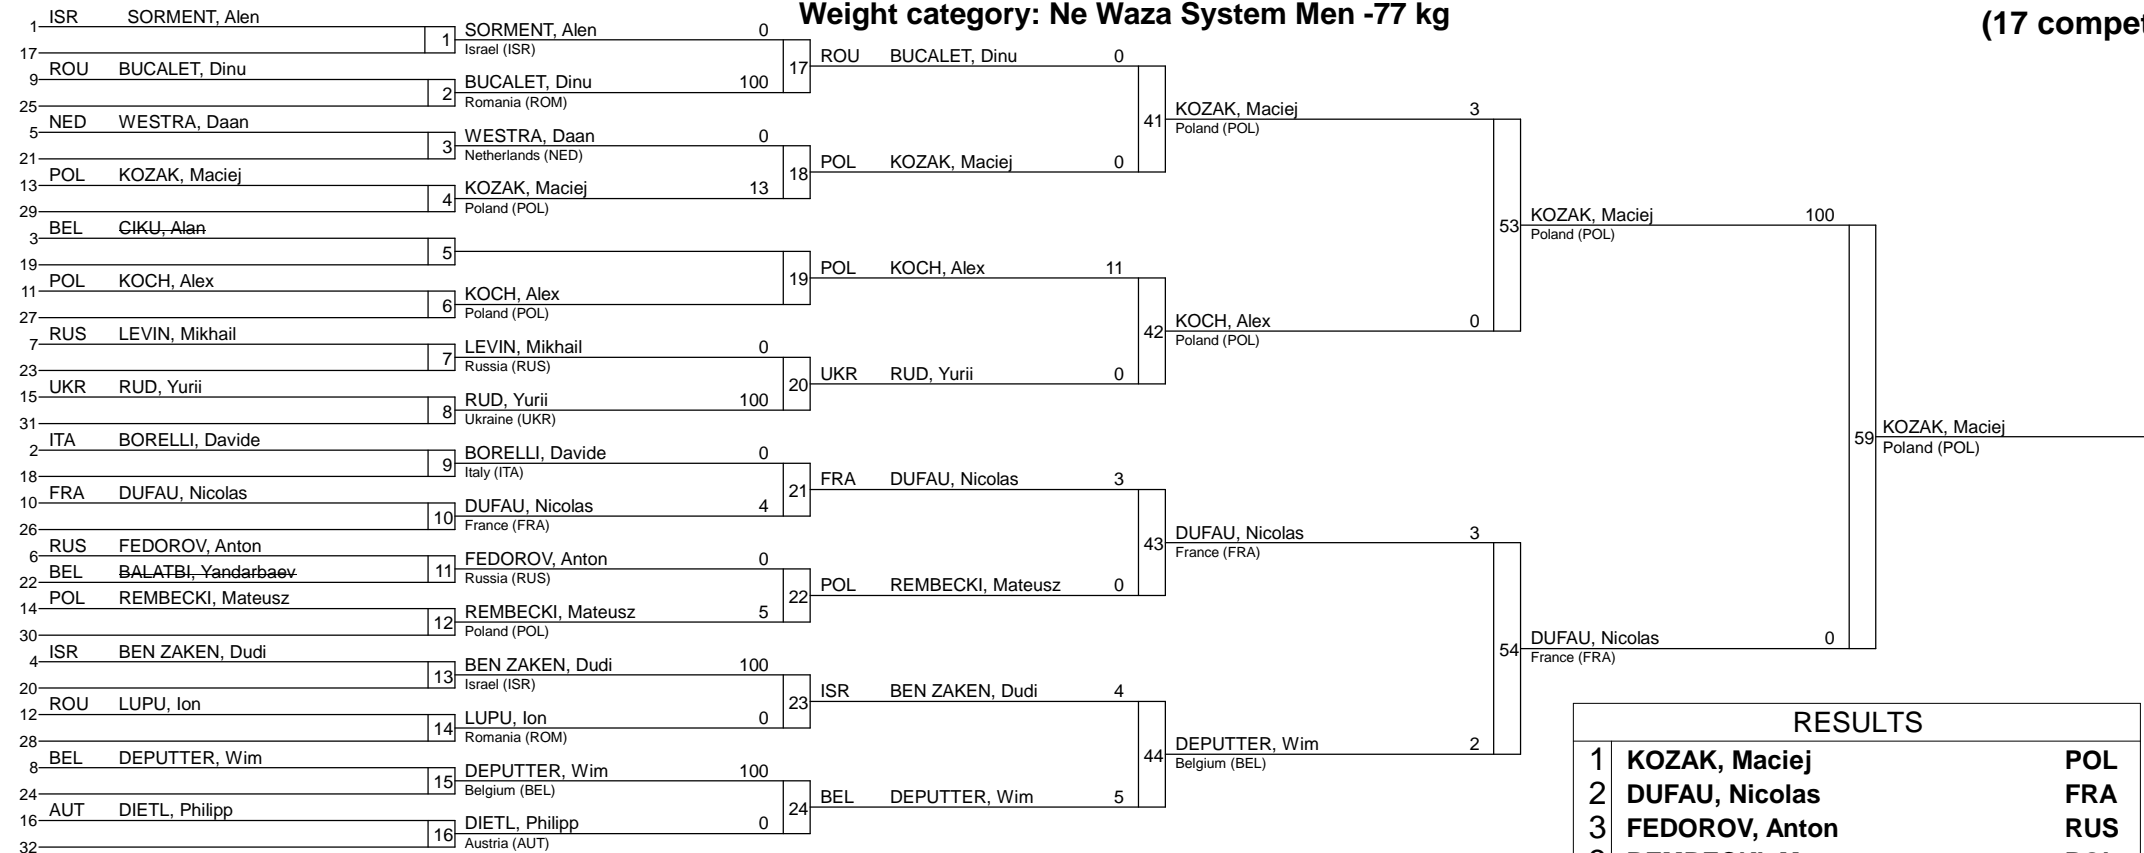 Weight category: Ne Waza System Men -77 kg
(17 compet
1 ISR SORMENT, Alen
17
9 ROU BUCALET, Dinu
25
5 NED WESTRA, Daan
21
13 POL KOZAK, Maciej
29
3 BEL CIKU, Alan
19
11 POL KOCH, Alex
27
7 RUS LEVIN, Mikhail
23
15 UKR RUD, Yurii
31
2 ITA BORELLI, Davide
18
10 FRA DUFAU, Nicolas
26
6 RUS FEDOROV, Anton
22 BEL BALATBI, Yandarbaev
14 POL REMBECKI, Mateusz
30
4 ISR BEN ZAKEN, Dudi
20
12 ROU LUPU, Ion
28
8 BEL DEPUTTER, Wim
24
16 AUT DIETL, Philipp
32
1 SORMENT, Alen 0
Israel (ISR)
2 BUCALET, Dinu 100
Romania (ROM)
3 WESTRA, Daan 0
Netherlands (NED)
4 KOZAK, Maciej 13
Poland (POL)
5
6 KOCH, Alex
Poland (POL)
7 LEVIN, Mikhail 0
Russia (RUS)
8 RUD, Yurii 100
Ukraine (UKR)
9 BORELLI, Davide 0
Italy (ITA)
10 DUFAU, Nicolas 4
France (FRA)
11 FEDOROV, Anton 0
Russia (RUS)
12 REMBECKI, Mateusz 5
Poland (POL)
13 BEN ZAKEN, Dudi 100
Israel (ISR)
14 LUPU, Ion 0
Romania (ROM)
15 DEPUTTER, Wim 100
Belgium (BEL)
16 DIETL, Philipp 0
Austria (AUT)
17 ROU BUCALET, Dinu 0
18 POL KOZAK, Maciej 0
19 POL KOCH, Alex 11
20 UKR RUD, Yurii 0
21 FRA DUFAU, Nicolas 3
22 POL REMBECKI, Mateusz 0
23 ISR BEN ZAKEN, Dudi 4
24 BEL DEPUTTER, Wim 5
41 KOZAK, Maciej 3
Poland (POL)
42 KOCH, Alex 0
Poland (POL)
43 DUFAU, Nicolas 3
France (FRA)
44 DEPUTTER, Wim 2
Belgium (BEL)
53 KOZAK, Maciej 100
Poland (POL)
54 DUFAU, Nicolas 0
France (FRA)
59 KOZAK, Maciej
Poland (POL)
RESULTS
1 KOZAK, Maciej POL
2 DUFAU, Nicolas FRA
3 FEDOROV, Anton RUS